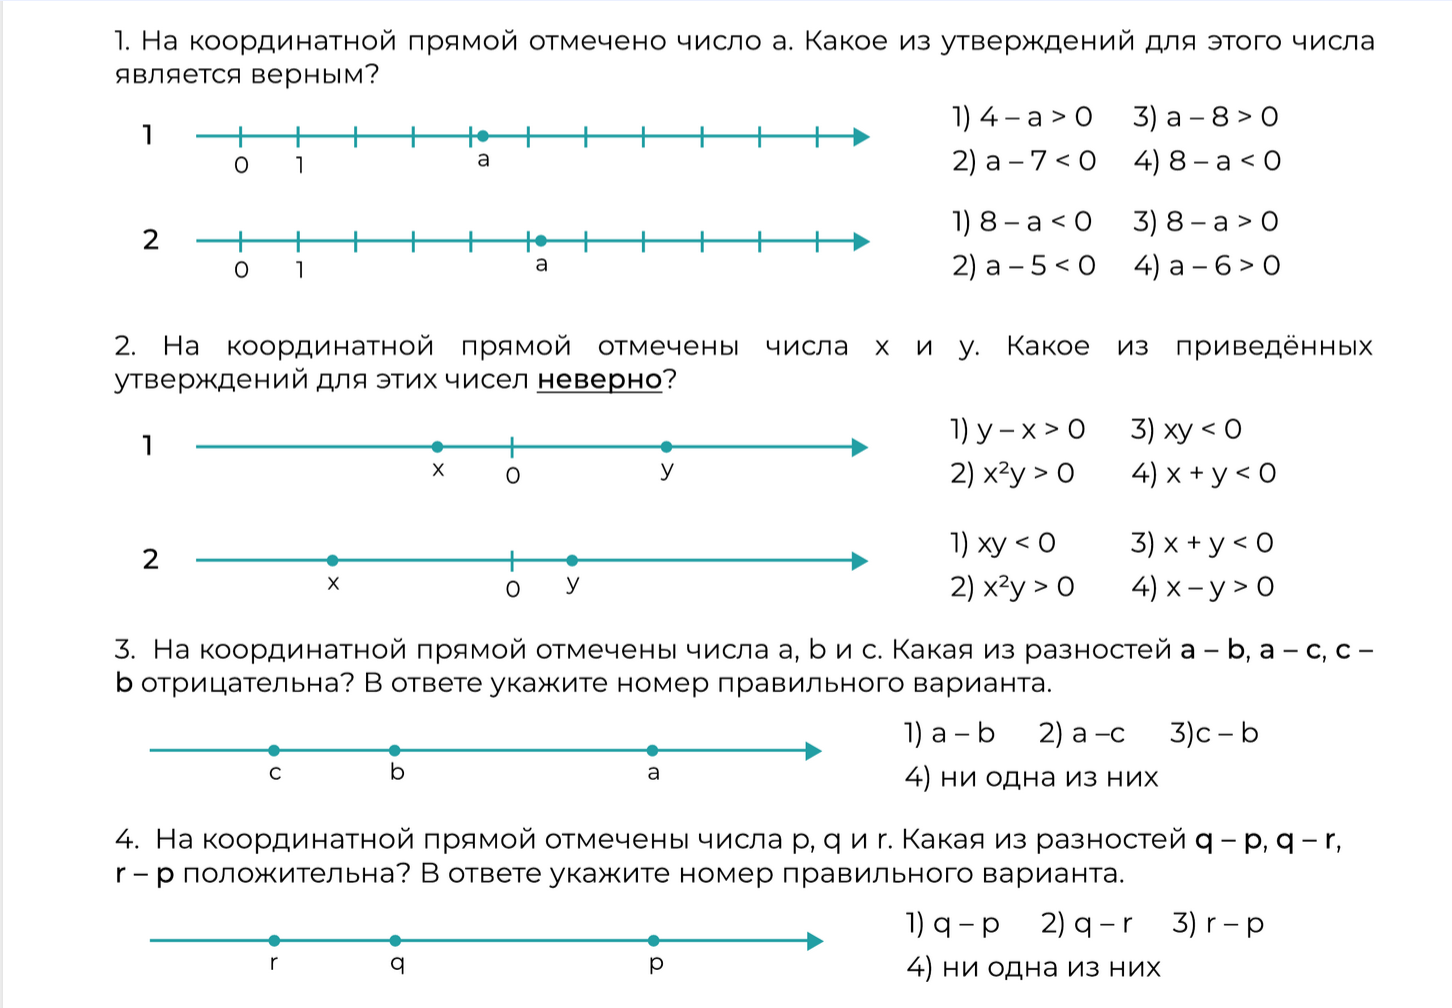 1. На координатной прямой отмечено число a. Какое из утверждений для этого числа
является верным?
1
0 1 a
1) 4 – a > 0 3) a – 8 > 0
2) a – 7 < 0 4) 8 – a < 0
2
0 1 a
1) 8 – a < 0 3) 8 – a > 0
2) a – 5 < 0 4) a – 6 > 0
2. На координатной прямой отмечены числа x и y. Какое из приведённых
утверждений для этих чисел неверно?
1
x 0 y
1) y – x > 0 3) xy < 0
2) x²y > 0 4) x + y < 0
2
x 0 y
1) xy < 0 3) x + y < 0
2) x²y > 0 4) x – y > 0
3. На координатной прямой отмечены числа a, b и c. Какая из разностей a – b, a – c, c –
b отрицательна? В ответе укажите номер правильного варианта.
c b a
1) a – b 2) a –c 3)c – b
4) ни одна из них
4. На координатной прямой отмечены числа p, q и r. Какая из разностей q – p, q – r,
r – p положительна? В ответе укажите номер правильного варианта.
r q p
1) q – p 2) q – r 3) r – p
4) ни одна из них